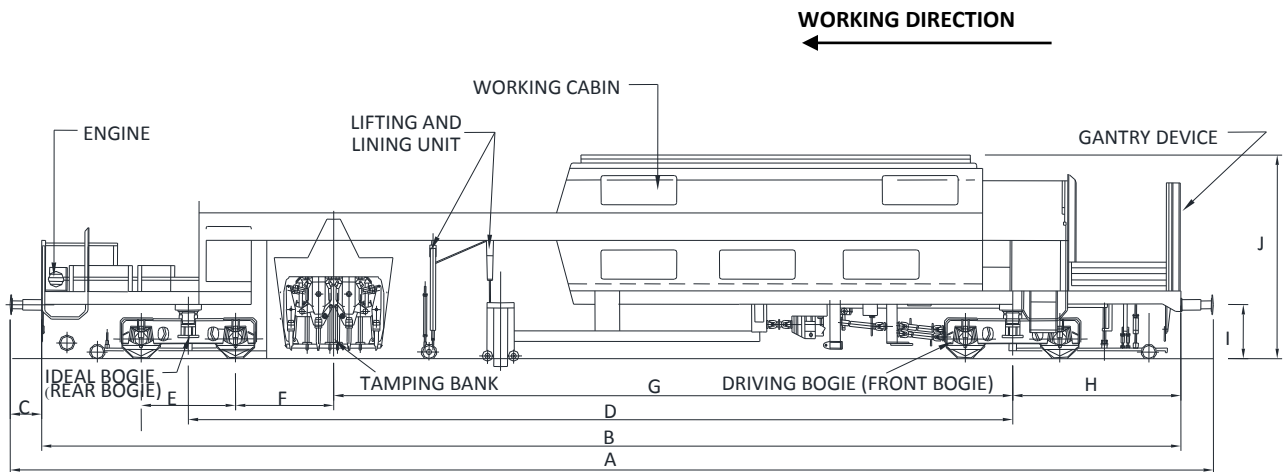 WORKING DIRECTION
WORKING CABIN
ENGINE
LIFTING AND
LINING UNIT
GANTRY DEVICE
J
I
IDEAL BOGIE
(REAR BOGIE)
TAMPING BANK
DRIVING BOGIE (FRONT BOGIE)
C
E
F
G
H
D
B
A